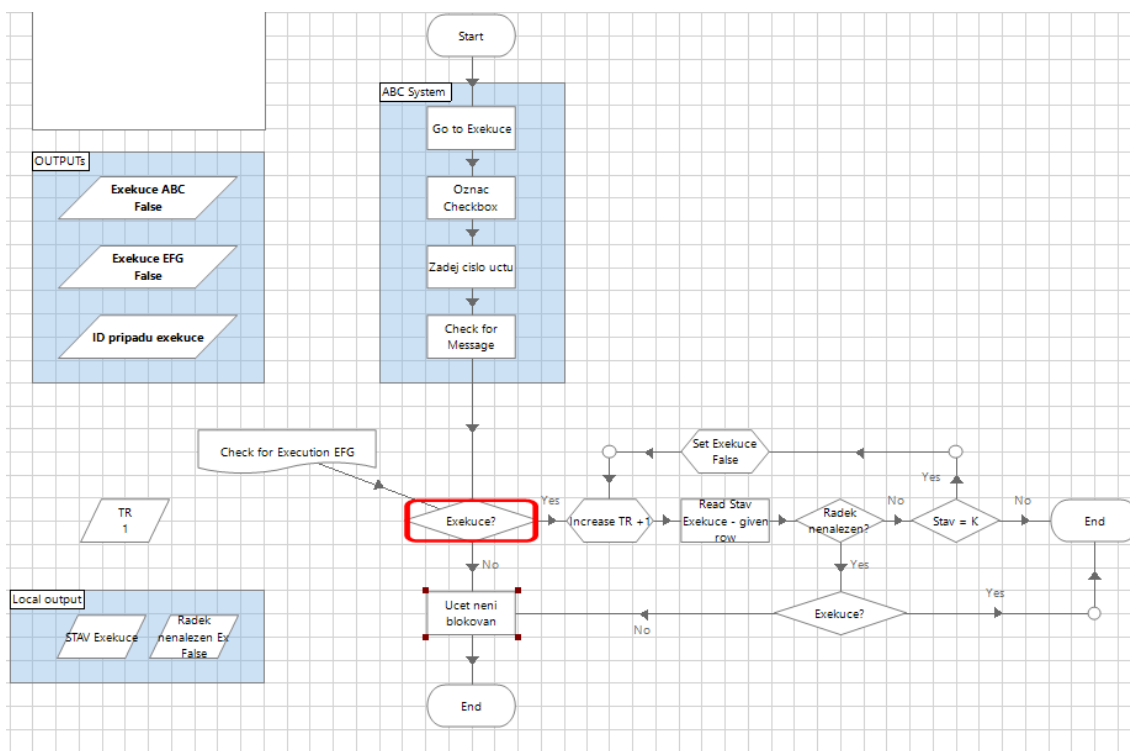 Start
ABC System
Go to Exekuce
Oznac
Checkbox
Zadej cislo uctu
Check for
Message
OUTPUTs
Exekuce ABC
False
Exekuce EFG
False
ID pripadu exekuce
Check for Execution EFG
Set Exekuce
False
Yes
TR
1
Exekuce?
Yes
Increase TR +1
Read Stav
Exekuce - given
row
Radek
nenalezen?
No
Stav = K
No
End
No
Yes
Local output
STAV Exekuce
Radek
nenalezen Ex
False
Ucet neni
blokovan
No
Exekuce?
Yes
End